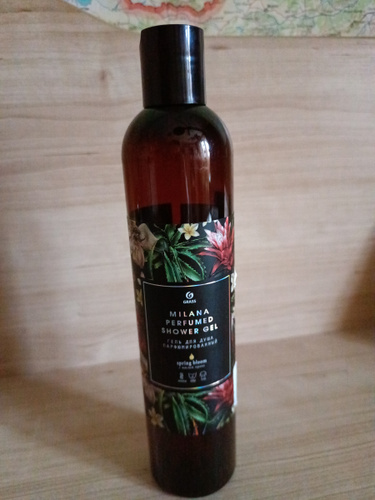 GRASS
MILANA
PERFUMED
SHOWER GEL
ГЕЛЬ ДЛЯ ДУША
ПАРФЮМИРОВАННЫЙ
spring bloom